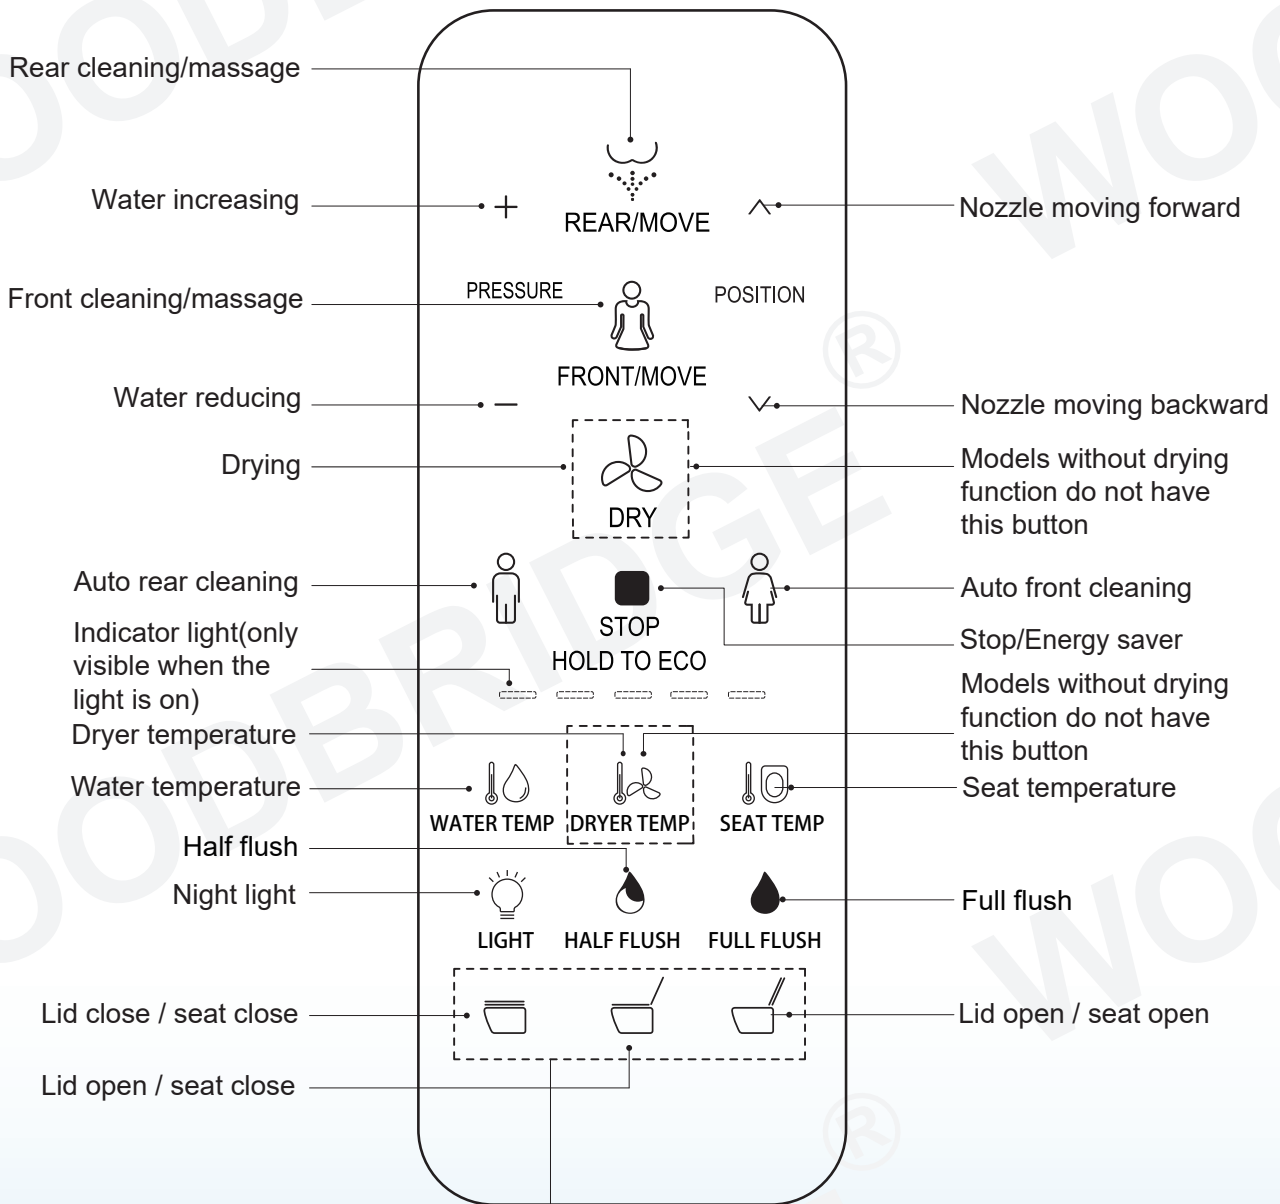 Rear cleaning/massage
Water increasing
REAR/MOVE
Nozzle moving forward
Front cleaning/massage
PRESSURE
POSITION
FRONT/MOVE
Water reducing
Nozzle moving backward
Drying
DRY
Models without drying
function do not have
this button
Auto rear cleaning
Auto front cleaning
STOP
HOLD TO ECO
Stop/Energy saver
Indicator light(only
visible when the
light is on)
Models without drying
function do not have
this button
Dryer temperature
Water temperature
Seat temperature
WATER TEMP
DRYER TEMP
SEAT TEMP
Half flush
Night light
Full flush
LIGHT
HALF FLUSH
FULL FLUSH
Lid close / seat close
Lid open / seat open
Lid open / seat close
WOODBRIDGE®